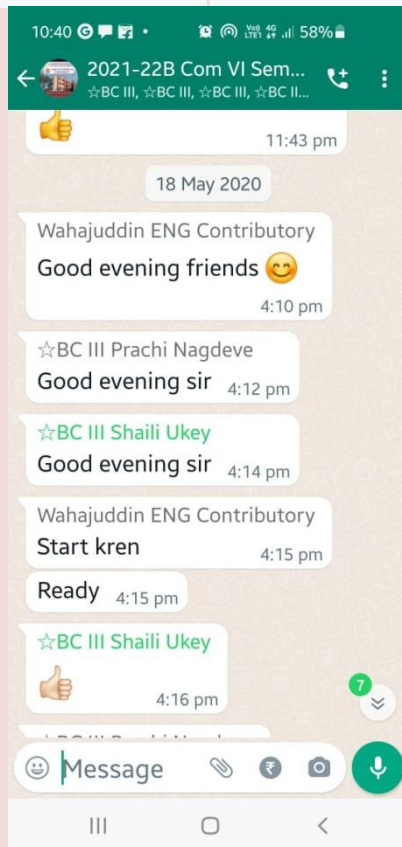 10:40 G
Vo)) 4G
LTE1 58%
2021-22B Com VI Sem...
☆BC III, ☆BC III, ☆BC III, ☆BC II...
👍
11:43 pm
18 May 2020
Wahajuddin ENG Contributory
Good evening friends 😊
4:10 pm
☆BC III Prachi Nagdeve
Good evening sir 4:12 pm
☆BC III Shaili Ukey
Good evening sir 4:14 pm
Wahajuddin ENG Contributory
Start kren 4:15 pm
Ready 4:15 pm
☆BC III Shaili Ukey
👍🏻
4:16 pm
7
Message ₹